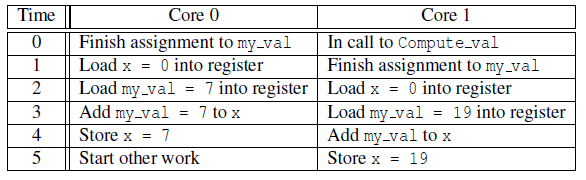 Time Core 0 Core 1
0 Finish assignment to my_val In call to Compute_val
1 Load x = 0 into register Finish assignment to my_val
2 Load my_val = 7 into register Load x = 0 into register
3 Add my_val = 7 to x Load my_val = 19 into register
4 Store x = 7 Add my_val to x
5 Start other work Store x = 19